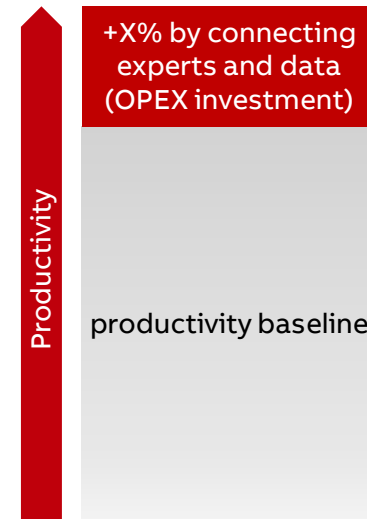 +X% by connecting
experts and data
(OPEX investment)
Productivity
productivity baseline